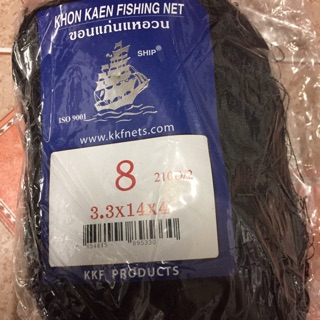 KHON KAEN FISHING NET
ขอนแก่นแหอวน
SHIP®
ISO 9001
www.kkfnets.com
8 210D/2
3.3x14x4
KKF PRODUCTS